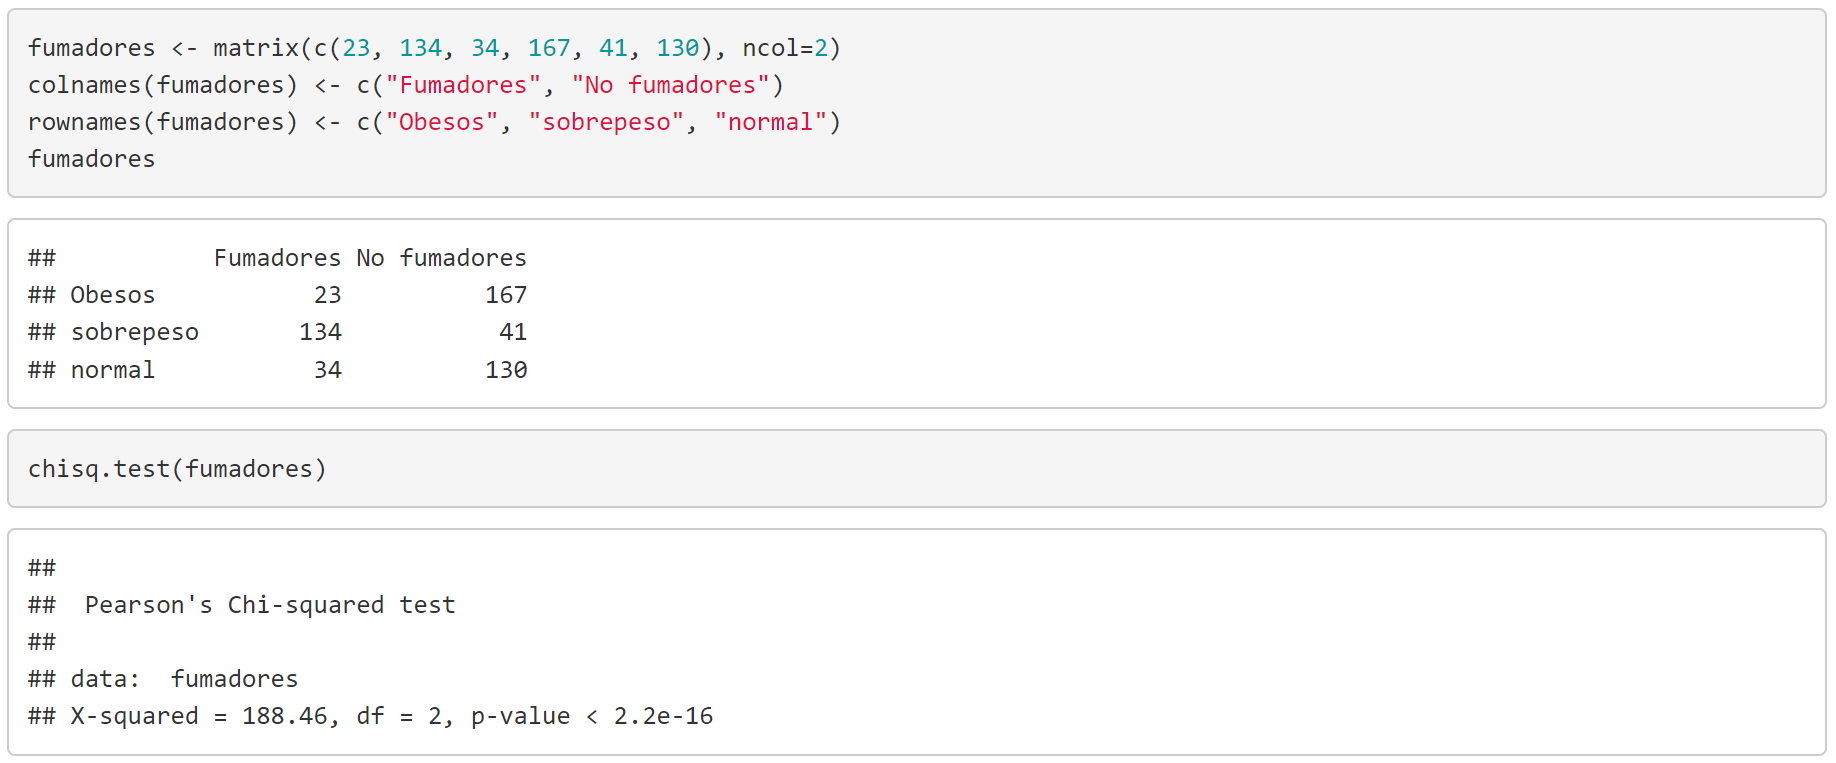 fumadores <- matrix(c(23, 134, 34, 167, 41, 130), ncol=2)
colnames(fumadores) <- c("Fumadores", "No fumadores")
rownames(fumadores) <- c("Obesos", "sobrepeso", "normal")
fumadores
##           Fumadores No fumadores
## Obesos           23          167
## sobrepeso       134           41
## normal           34          130
chisq.test(fumadores)
##
##  Pearson's Chi-squared test
##
## data:  fumadores
## X-squared = 188.46, df = 2, p-value < 2.2e-16